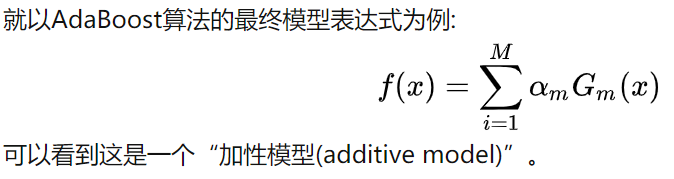 就以AdaBoost算法的最终模型表达式为例:
f(x) = \sum_{i=1}^{M} \alpha_m G_m(x)
可以看到这是一个“加性模型(additive model)”。